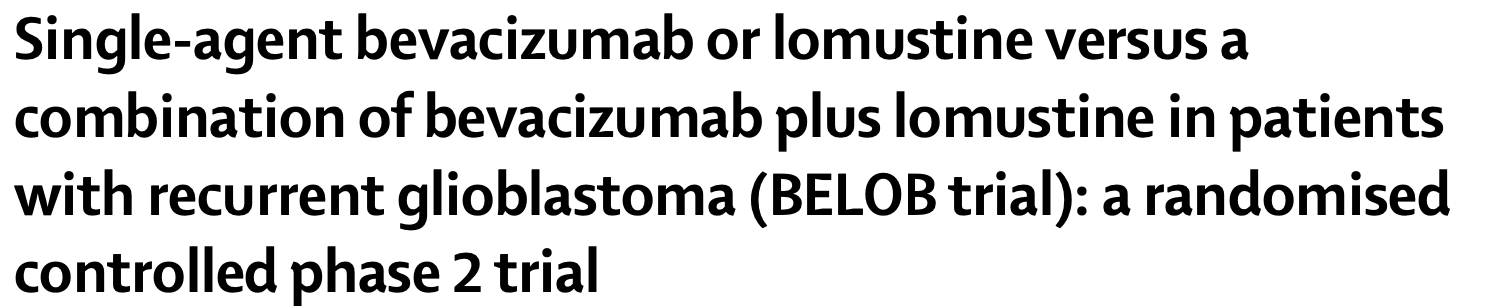 Single-agent bevacizumab or lomustine versus a
combination of bevacizumab plus lomustine in patients
with recurrent glioblastoma (BELOB trial): a randomised
controlled phase 2 trial